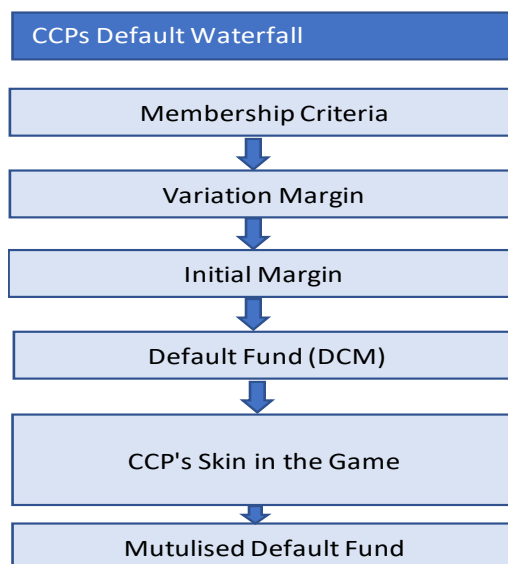 CCPs Default Waterfall
Membership Criteria
Variation Margin
Initial Margin
Default Fund (DCM)
CCP's Skin in the Game
Mutulised Default Fund